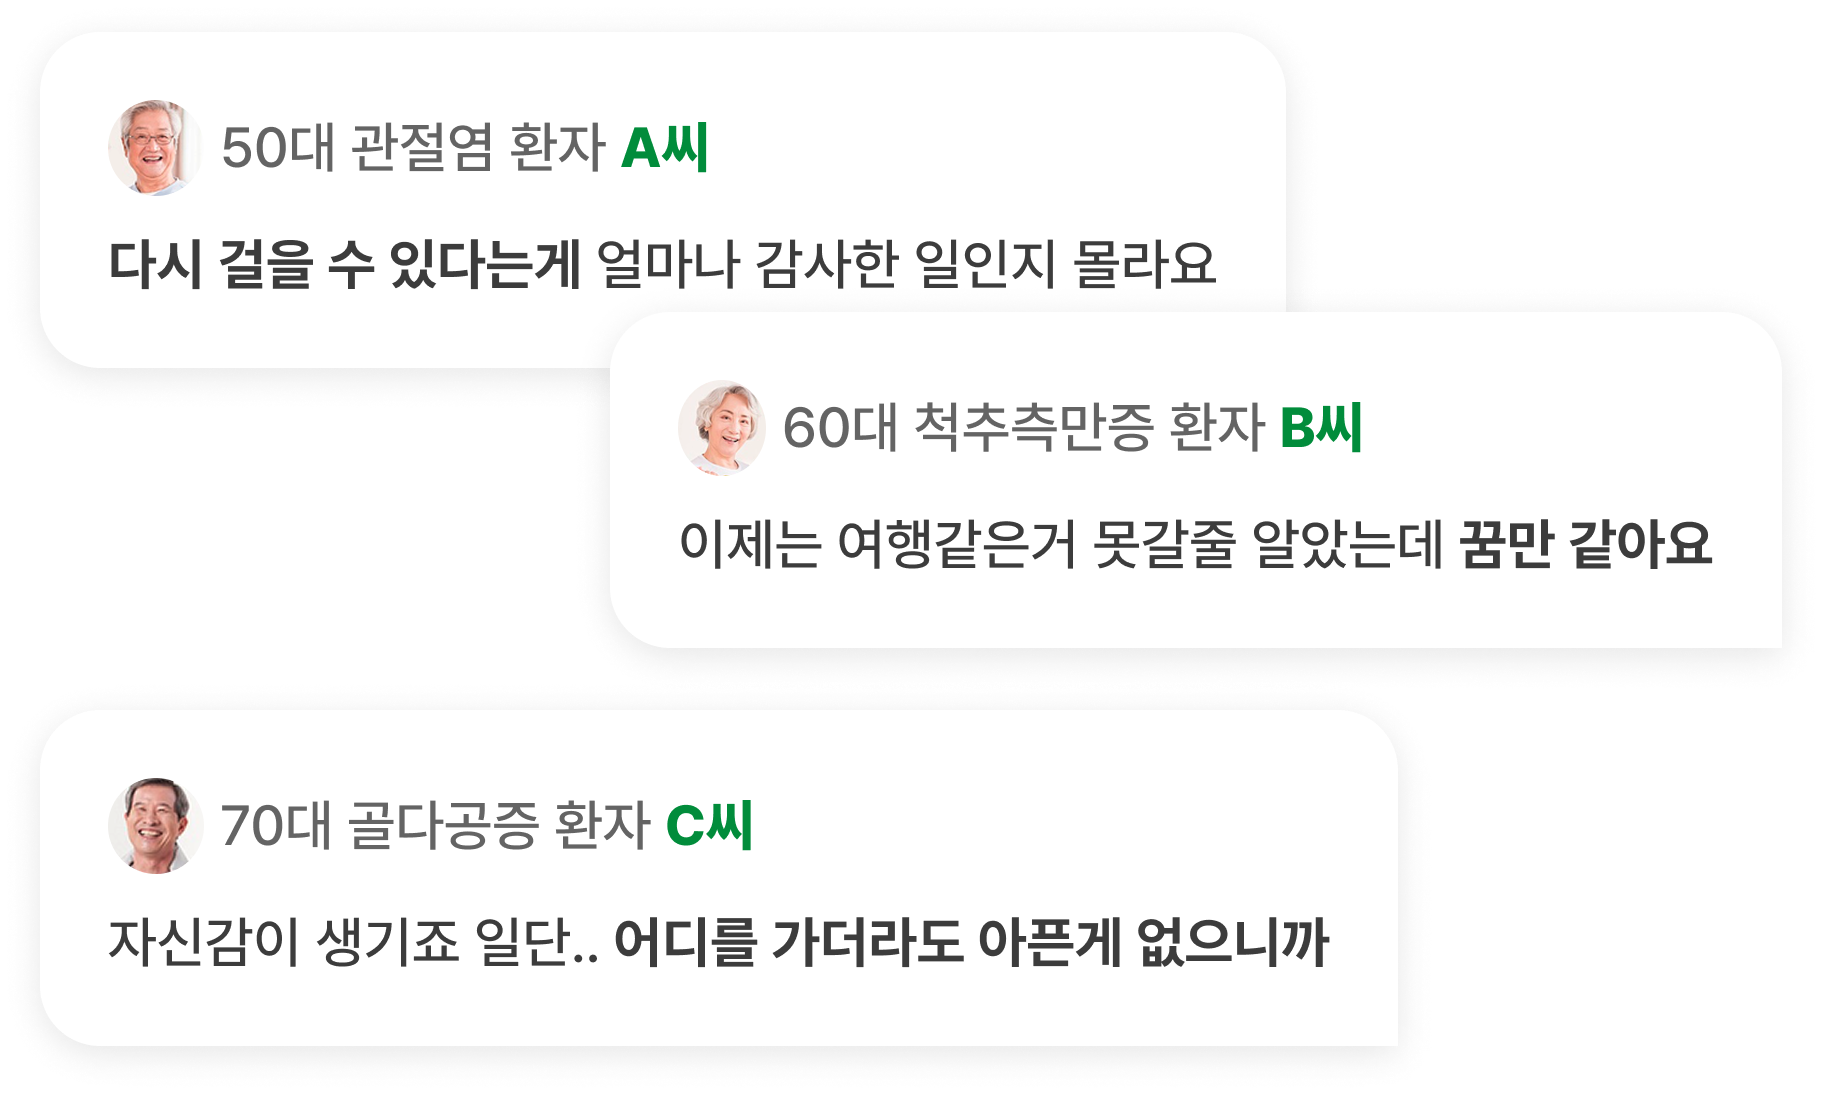 50대 관절염 환자 A씨
다시 걸을 수 있다는게 얼마나 감사한 일인지 몰라요
60대 척추측만증 환자 B씨
이제는 여행같은거 못갈줄 알았는데 꿈만 같아요
70대 골다공증 환자 C씨
자신감이 생기죠 일단.. 어디를 가더라도 아픈게 없으니까